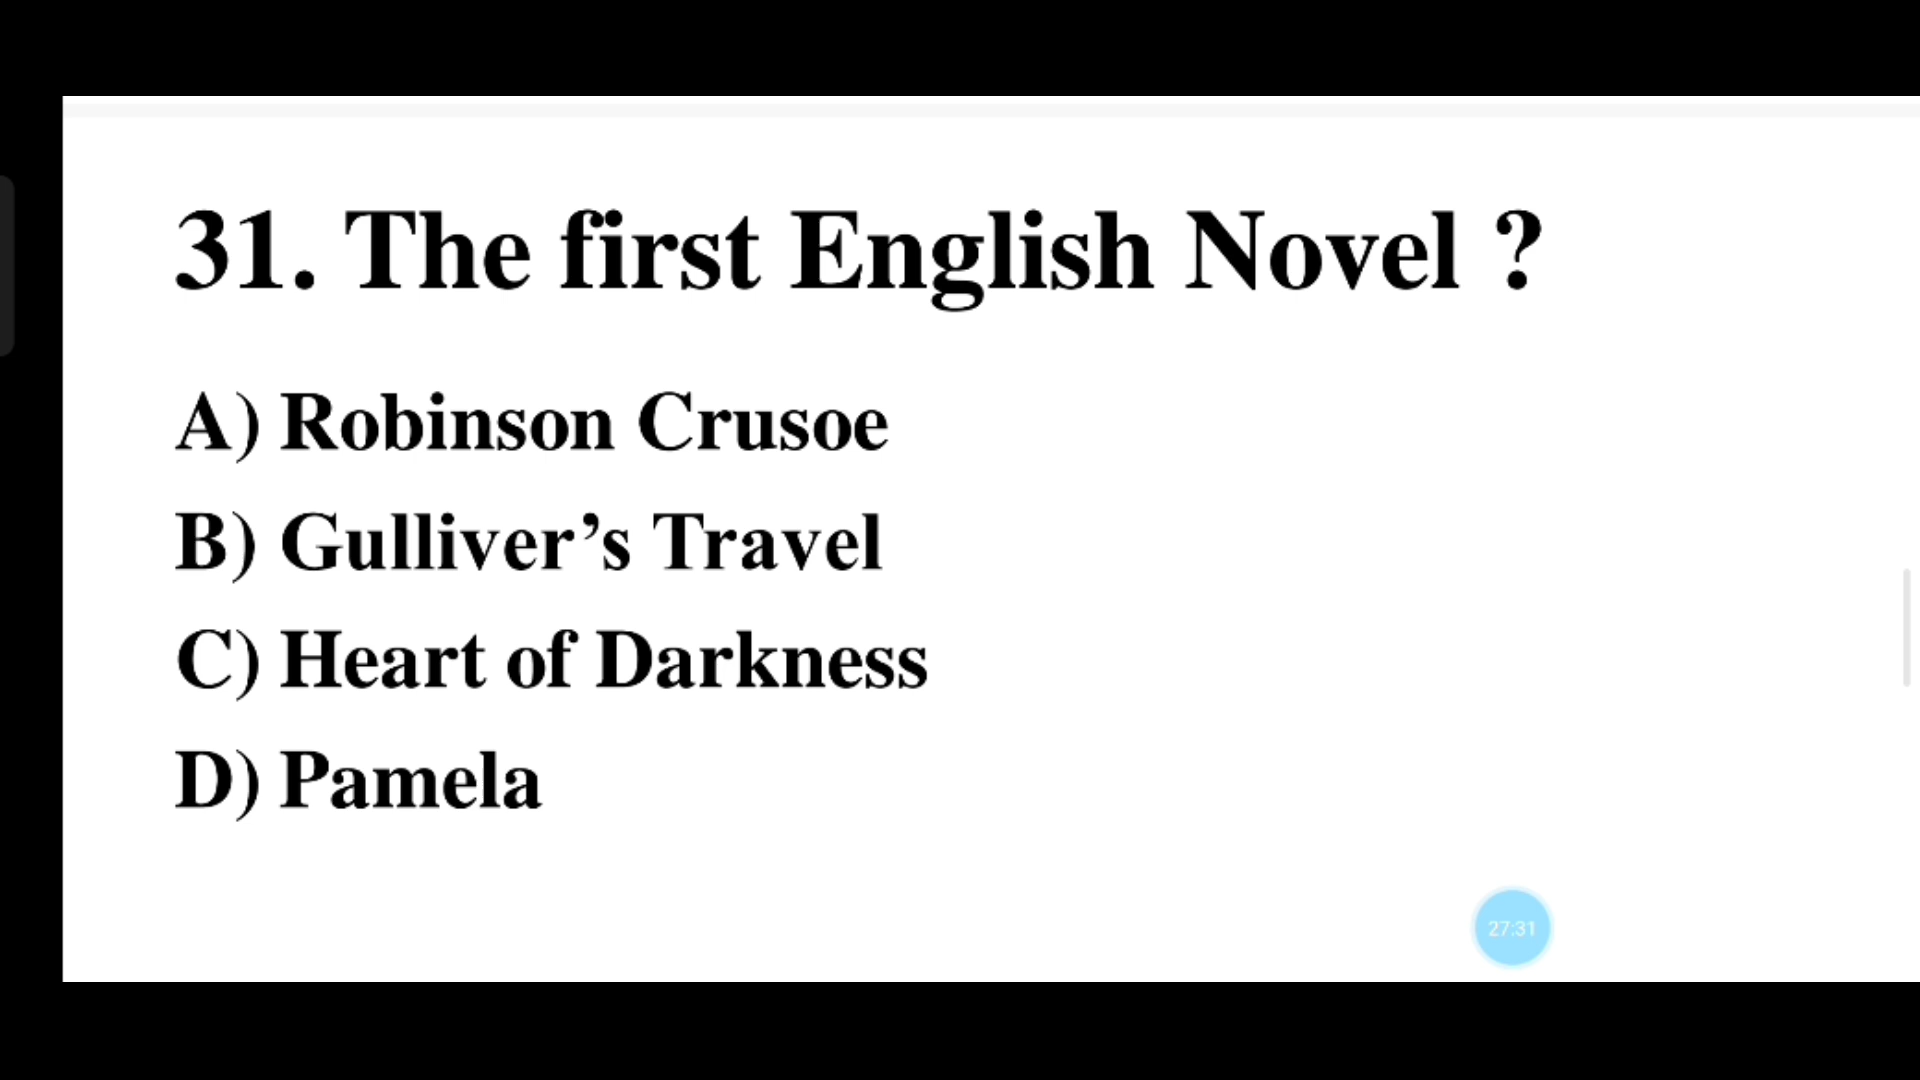 31. The first English Novel ?
A) Robinson Crusoe
B) Gulliver’s Travel
C) Heart of Darkness
D) Pamela
27:31